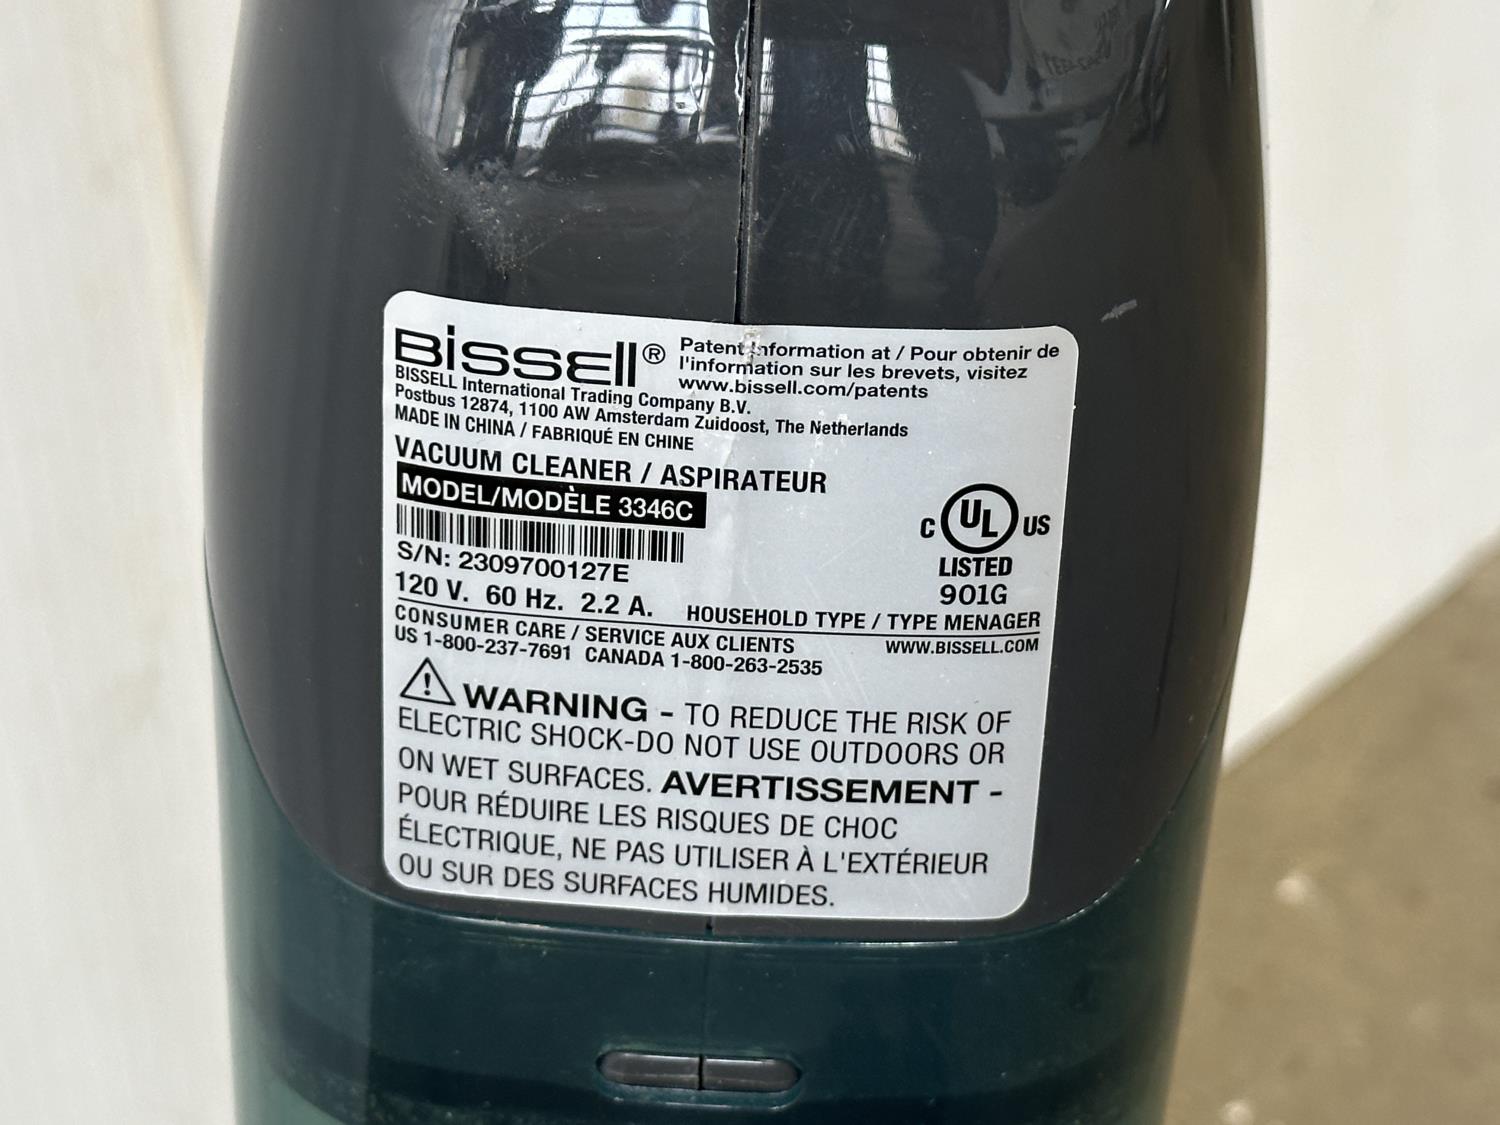 BISSELL®
Patent Information at / Pour obtenir de
l'information sur les brevets, visitez
www.bissell.com/patents
BISSELL International Trading Company B.V.
Postbus 12874, 1100 AW Amsterdam Zuidoost, The Netherlands
MADE IN CHINA / FABRIQUÉ EN CHINE
VACUUM CLEANER / ASPIRATEUR
MODEL/MODÈLE 3346C
S/N: 2309700127E
C UL US
LISTED
901G
120 V. 60 Hz. 2.2 A. HOUSEHOLD TYPE / TYPE MENAGER
CONSUMER CARE / SERVICE AUX CLIENTS WWW.BISSELL.COM
US 1-800-237-7691 CANADA 1-800-263-2535
WARNING - TO REDUCE THE RISK OF
ELECTRIC SHOCK-DO NOT USE OUTDOORS OR
ON WET SURFACES. AVERTISSEMENT -
POUR RÉDUIRE LES RISQUES DE CHOC
ÉLECTRIQUE, NE PAS UTILISER À L'EXTÉRIEUR
OU SUR DES SURFACES HUMIDES.